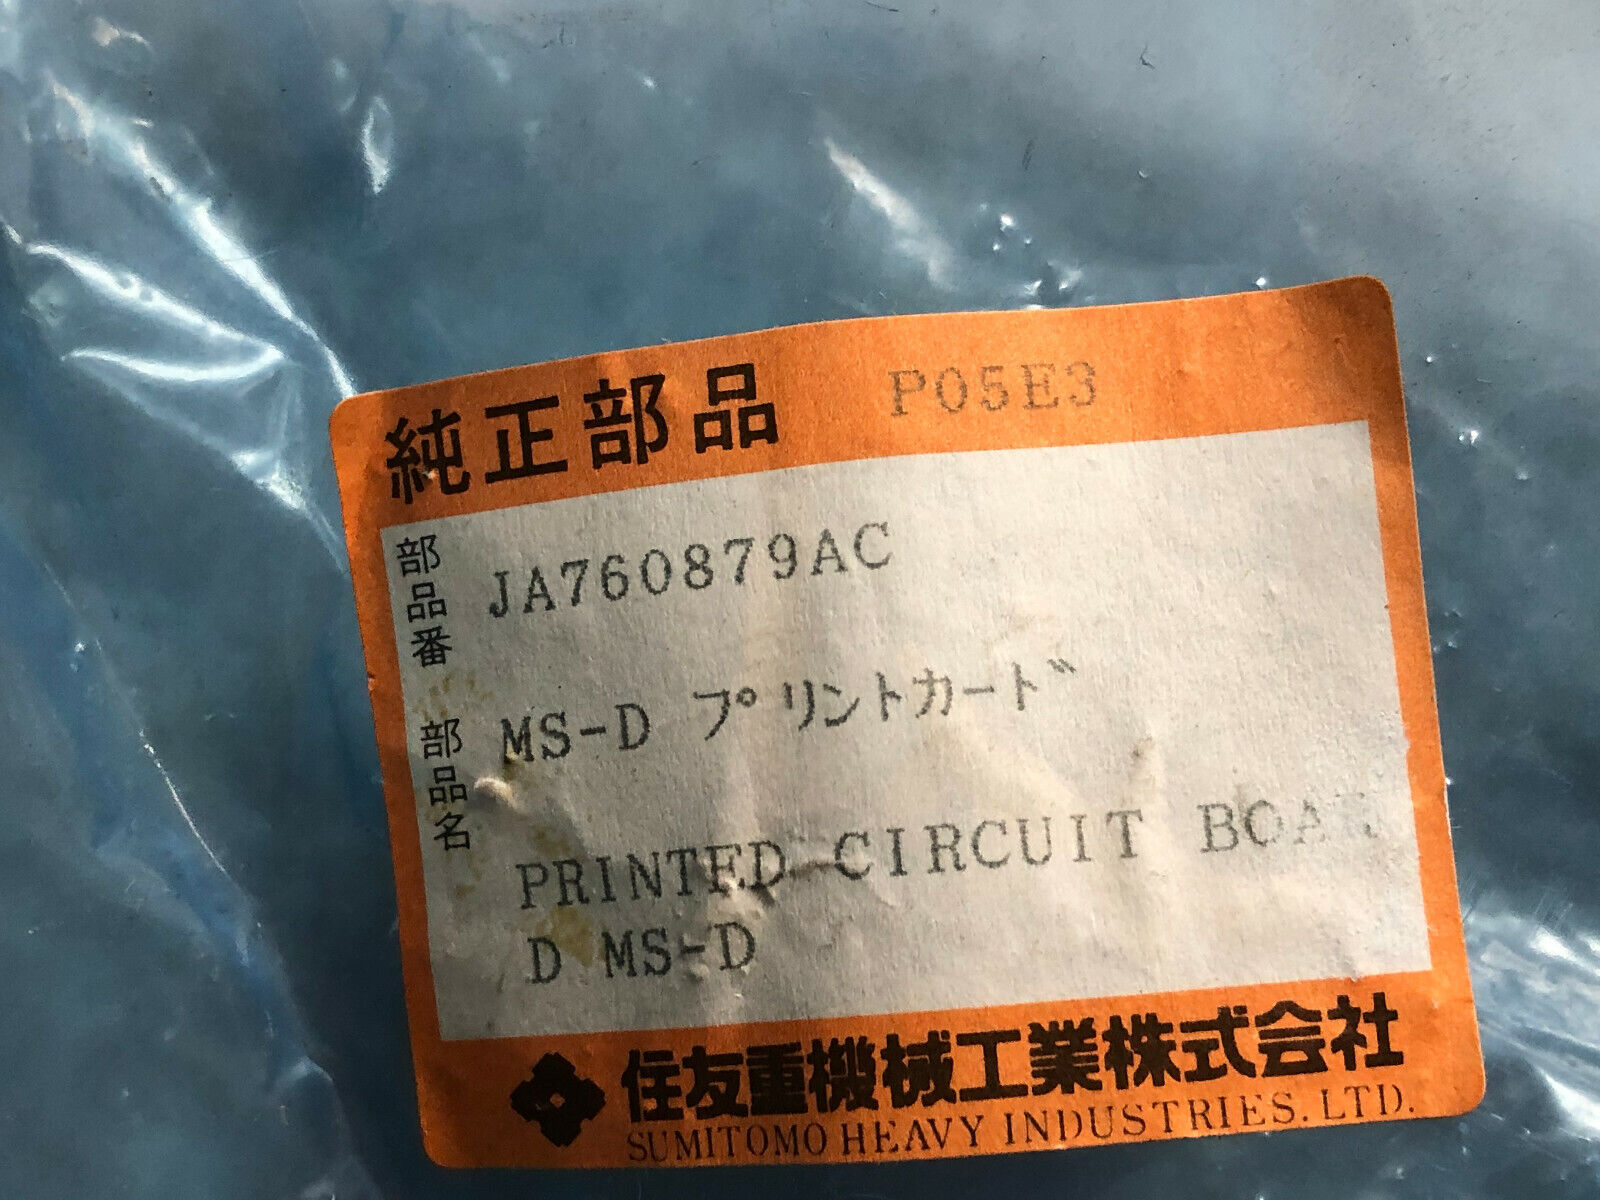 純正部品 P05E3
部品番 JA760879AC
部品名 MS-D プリントカード
PRINTED CIRCUIT BOAR
D MS-D
住友重機械工業株式会社
SUMITOMO HEAVY INDUSTRIES. LTD.